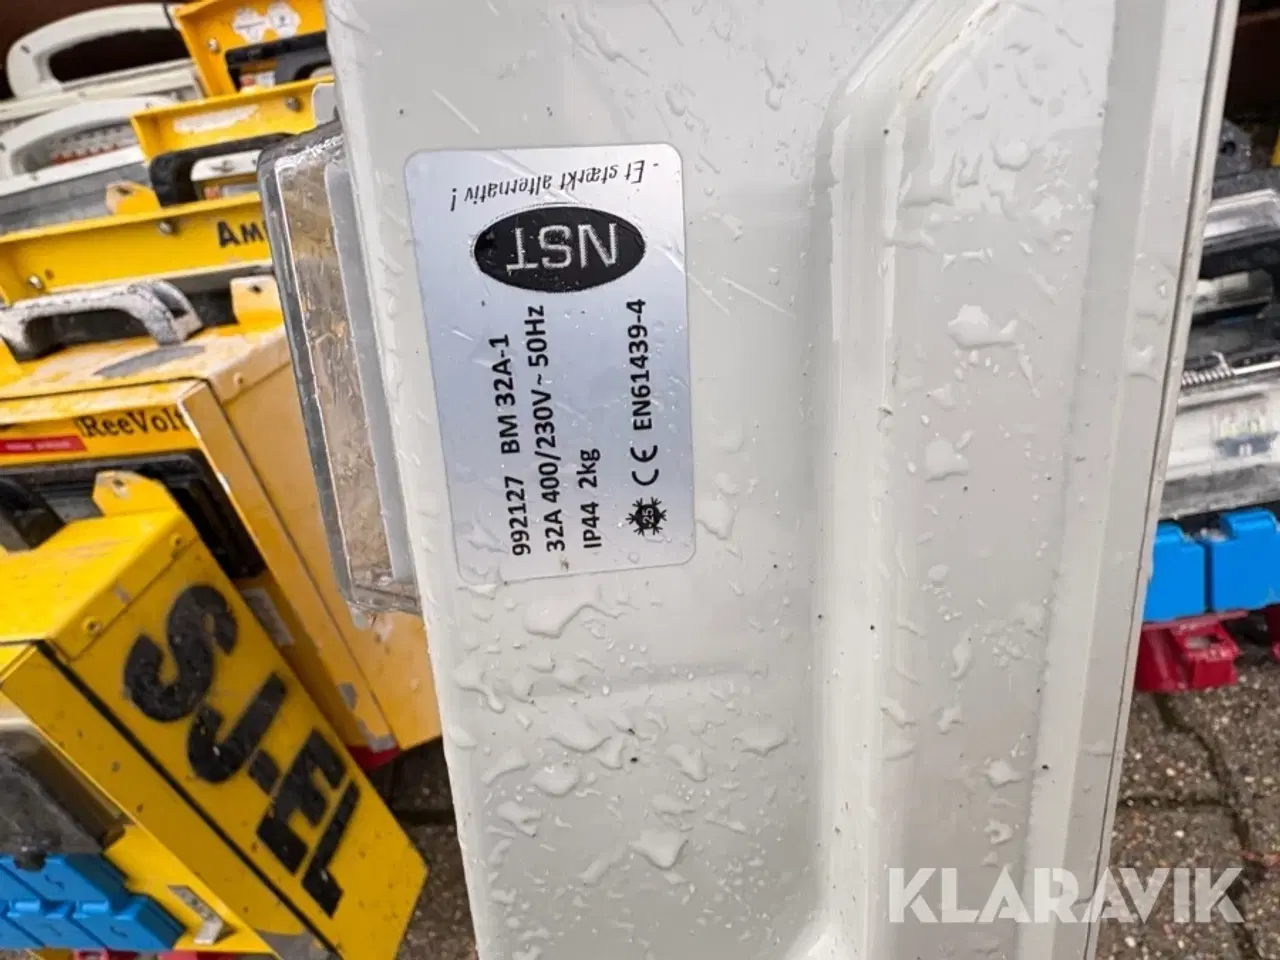 - Et stærkt alternativ!
NST
992127 BM 32A-1
32A 400/230V~ 50Hz
IP44 2kg
-25 CE EN61439-4
AM
ReeVolt
KLARAVIK